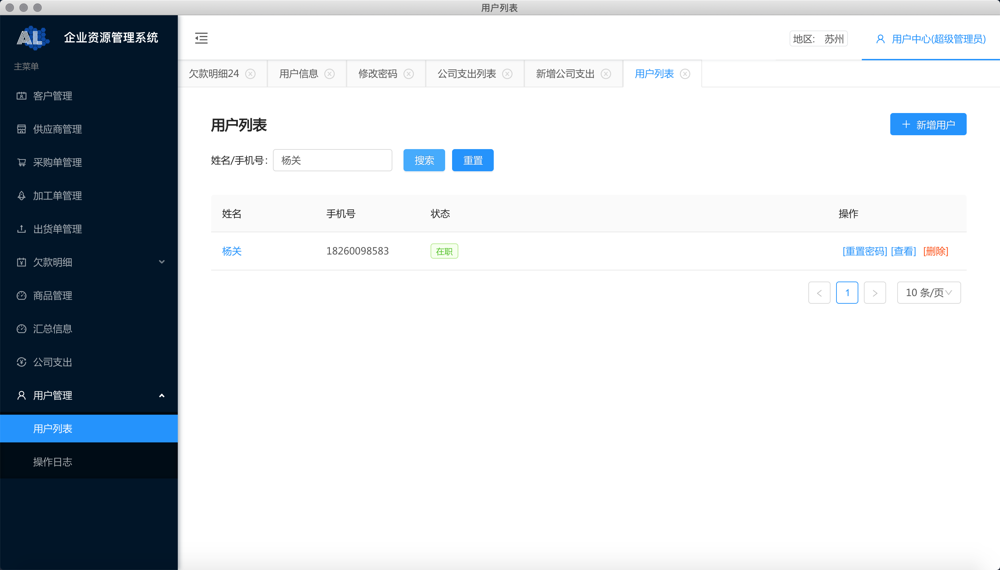 用户列表
AL 企业资源管理系统
主菜单
客户管理
供应商管理
采购单管理
加工单管理
出货单管理
欠款明细
商品管理
汇总信息
公司支出
用户管理
用户列表
操作日志
地区: 苏州 用户中心(超级管理员)
欠款明细24 用户信息 修改密码 公司支出列表 新增公司支出 用户列表
用户列表 新增用户
姓名/手机号: 杨关 搜索 重置
姓名 手机号 状态 操作
杨关 18260098583 在职 [重置密码] [查看] [删除]
< 1 > 10 条/页